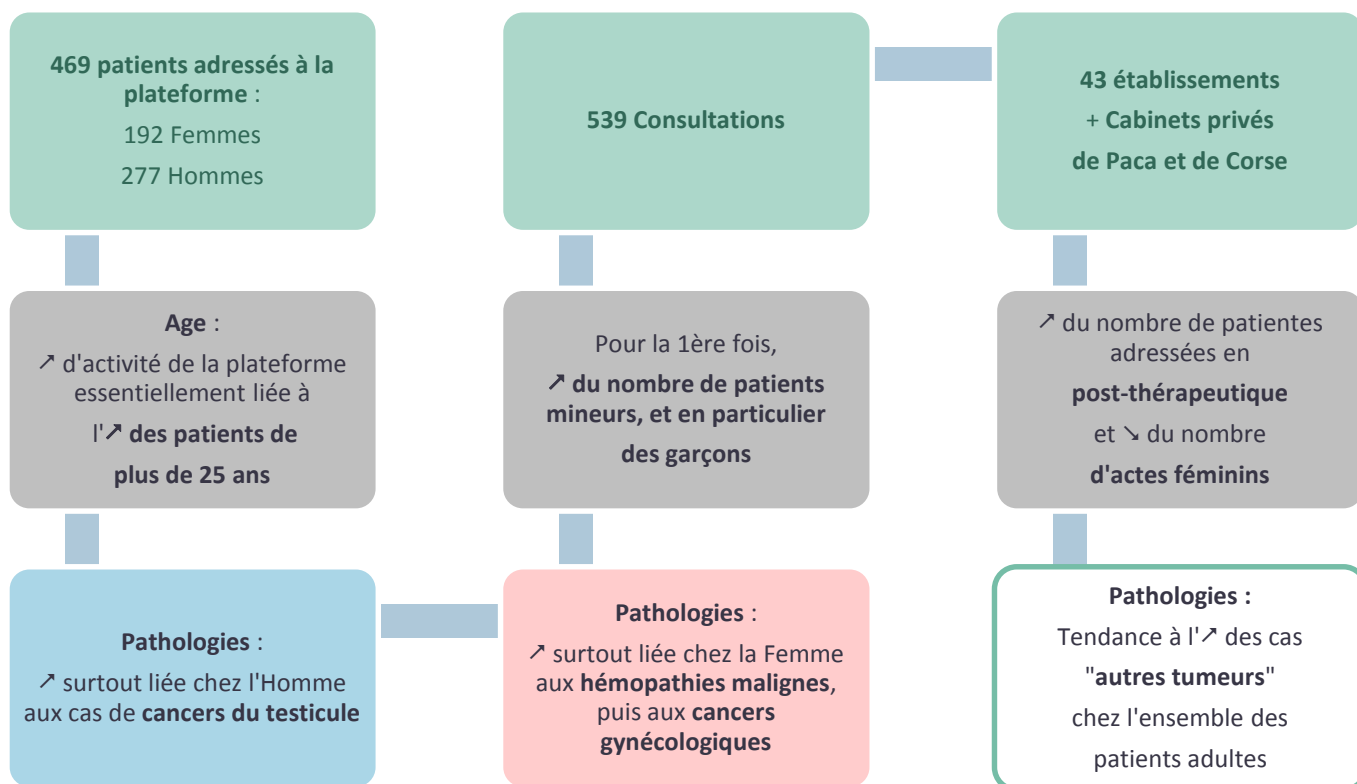 469 patients adressés à la
plateforme :
192 Femmes
277 Hommes
539 Consultations
43 établissements
+ Cabinets privés
de Paca et de Corse
Age :
↗ d'activité de la plateforme
essentiellement liée à
l'↗ des patients de
plus de 25 ans
Pour la 1ère fois,
↗ du nombre de patients
mineurs, et en particulier
des garçons
↗ du nombre de patientes
adressées en
post-thérapeutique
et ↘ du nombre
d'actes féminins
Pathologies :
↗ surtout liée chez l'Homme
aux cas de cancers du testicule
Pathologies :
↗ surtout liée chez la Femme
aux hémopathies malignes,
puis aux cancers
gynécologiques
Pathologies :
Tendance à l'↗ des cas
"autres tumeurs"
chez l'ensemble des
patients adultes